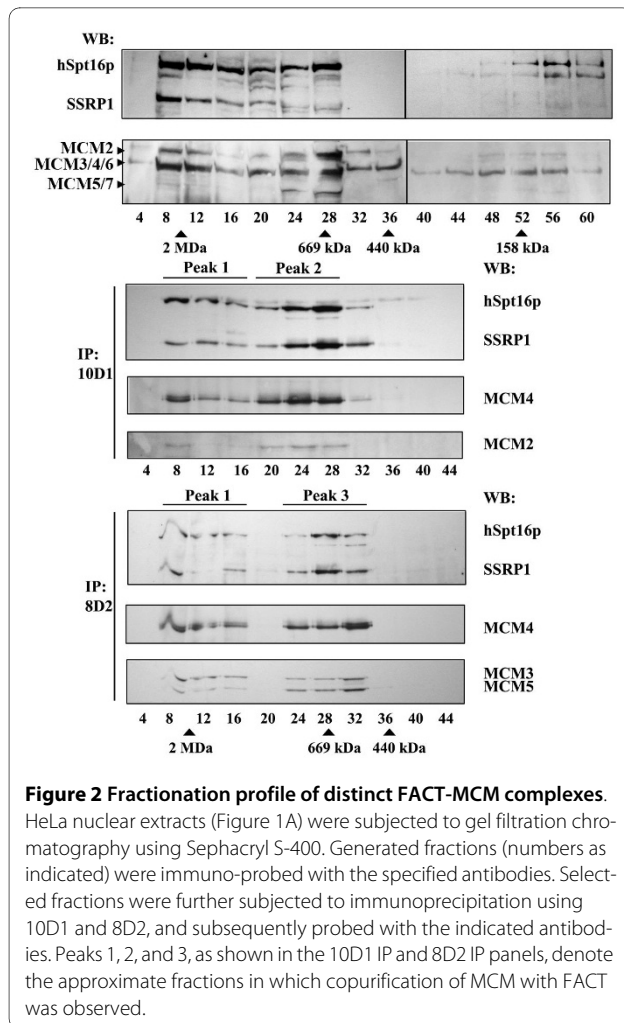 WB:
hSpt16p
SSRP1
MCM2
MCM3/4/6
MCM5/7
4 8 12 16 20 24 28 32 36 40 44 48 52 56 60
2 MDa 669 kDa 440 kDa 158 kDa
Peak 1 Peak 2 WB:
hSpt16p
SSRP1
IP:
10D1
MCM4
MCM2
4 8 12 16 20 24 28 32 36 40 44
Peak 1 Peak 3 WB:
hSpt16p
SSRP1
IP:
8D2
MCM4
MCM3
MCM5
4 8 12 16 20 24 28 32 36 40 44
2 MDa 669 kDa 440 kDa
Figure 2 Fractionation profile of distinct FACT-MCM complexes.
HeLa nuclear extracts (Figure 1A) were subjected to gel filtration chro-
matography using Sephacryl S-400. Generated fractions (numbers as
indicated) were immuno-probed with the specified antibodies. Select-
ed fractions were further subjected to immunoprecipitation using
10D1 and 8D2, and subsequently probed with the indicated antibod-
ies. Peaks 1, 2, and 3, as shown in the 10D1 IP and 8D2 IP panels, denote
the approximate fractions in which copurification of MCM with FACT
was observed.